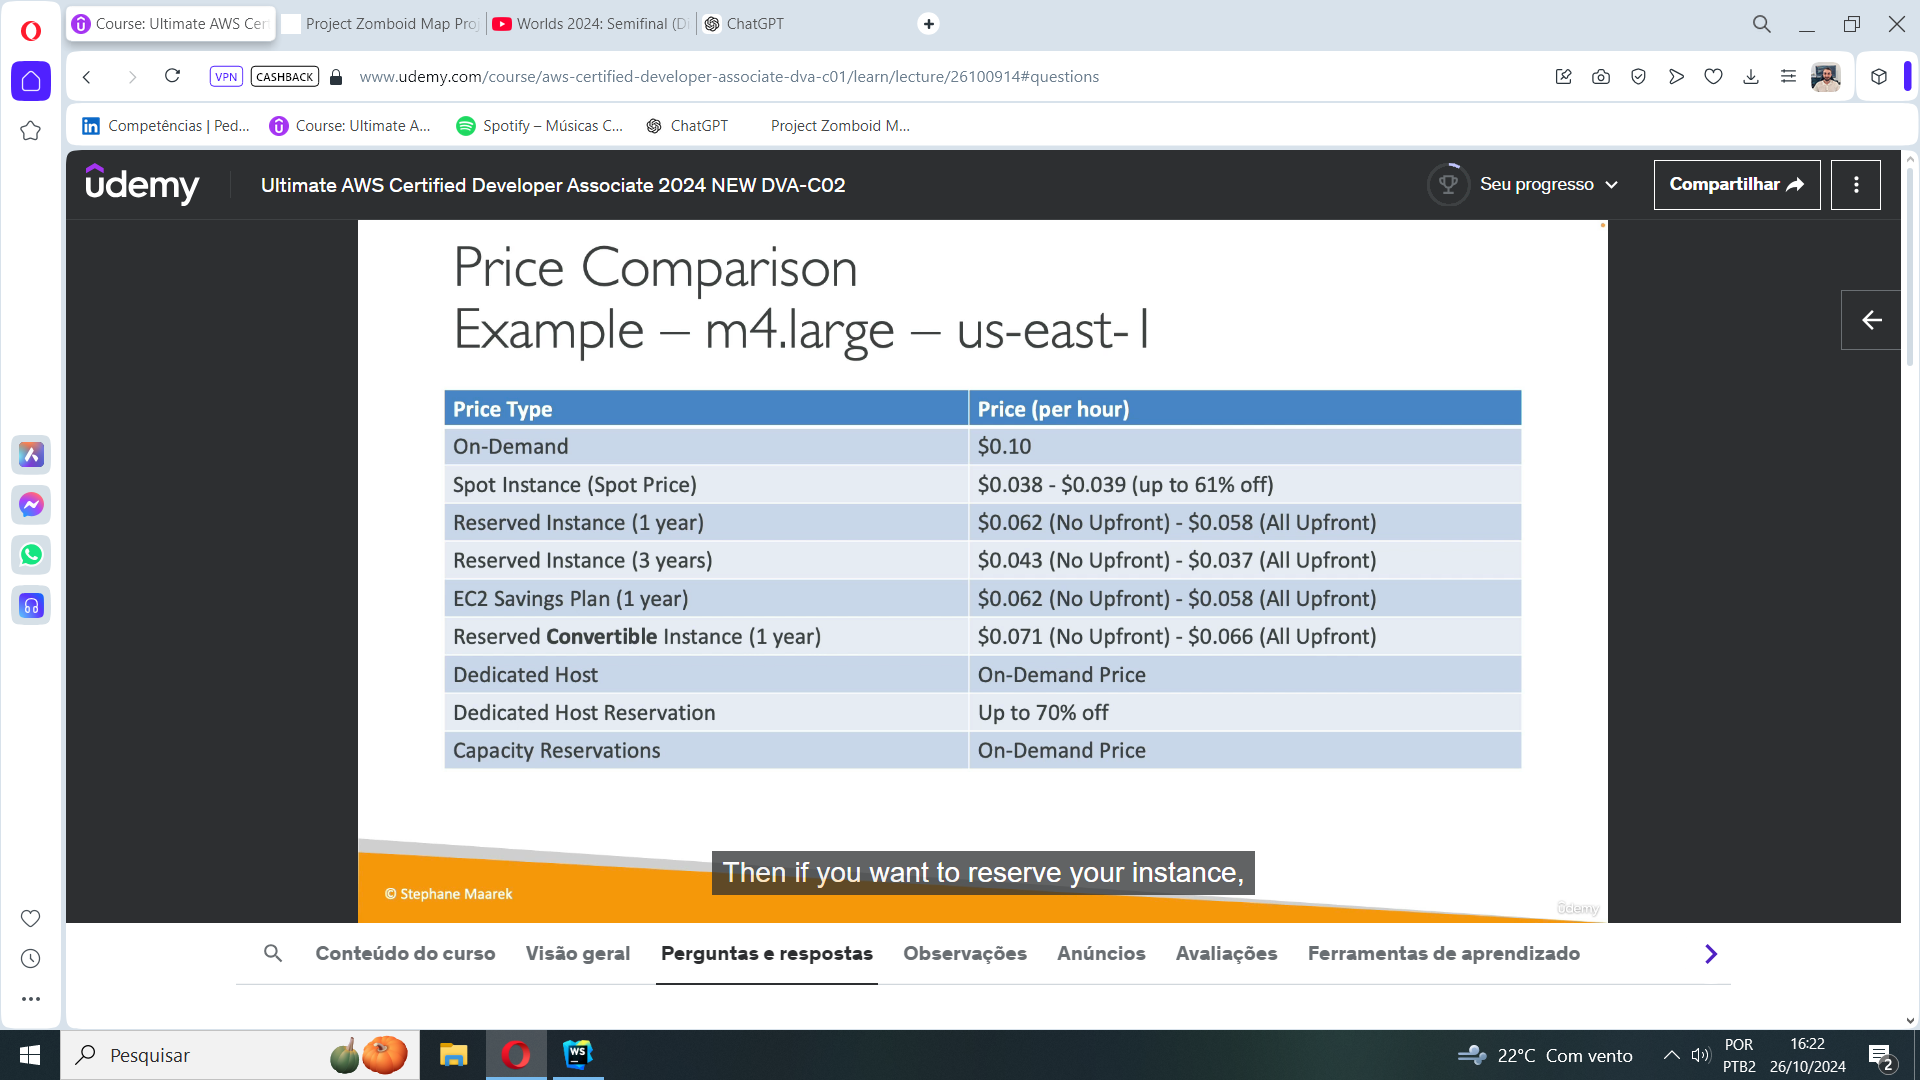 Course: Ultimate AWS Cer
Project Zomboid Map Pro
Worlds 2024: Semifinal (Di
ChatGPT
VPN
CASHBACK
www.udemy.com/course/aws-certified-developer-associate-dva-c01/learn/lecture/26100914#questions
Competências | Ped...
Course: Ultimate A...
Spotify – Músicas C...
ChatGPT
Project Zomboid M...
udemy
Ultimate AWS Certified Developer Associate 2024 NEW DVA-C02
Seu progresso
Compartilhar
Price Comparison
Example – m4.large – us-east-1
Price Type
Price (per hour)
On-Demand
$0.10
Spot Instance (Spot Price)
$0.038 - $0.039 (up to 61% off)
Reserved Instance (1 year)
$0.062 (No Upfront) - $0.058 (All Upfront)
Reserved Instance (3 years)
$0.043 (No Upfront) - $0.037 (All Upfront)
EC2 Savings Plan (1 year)
$0.062 (No Upfront) - $0.058 (All Upfront)
Reserved Convertible Instance (1 year)
$0.071 (No Upfront) - $0.066 (All Upfront)
Dedicated Host
On-Demand Price
Dedicated Host Reservation
Up to 70% off
Capacity Reservations
On-Demand Price
Then if you want to reserve your instance,
© Stephane Maarek
udemy
Conteúdo do curso
Visão geral
Perguntas e respostas
Observações
Anúncios
Avaliações
Ferramentas de aprendizado
Pesquisar
WS
22°C Com vento
POR
PTB2
16:22
26/10/2024
2